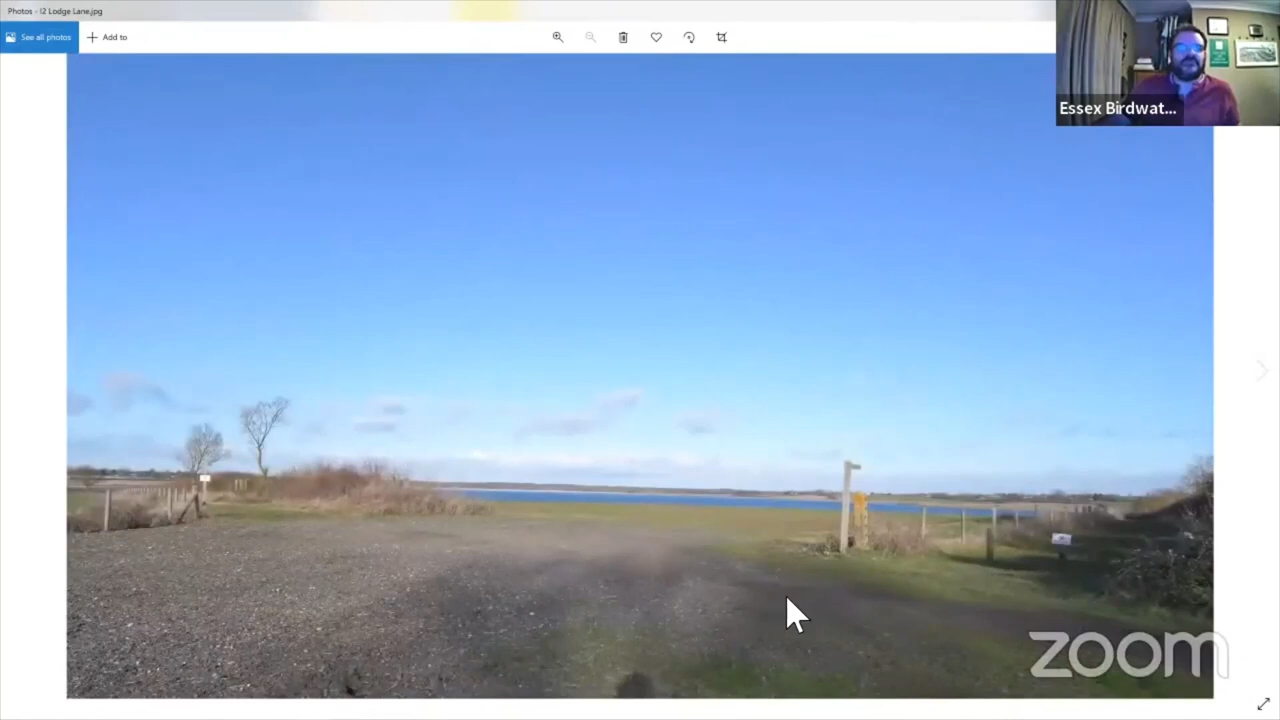 Photos - I2 Lodge Lane.jpg
See all photos
Add to
Essex Birdwat...
zoom